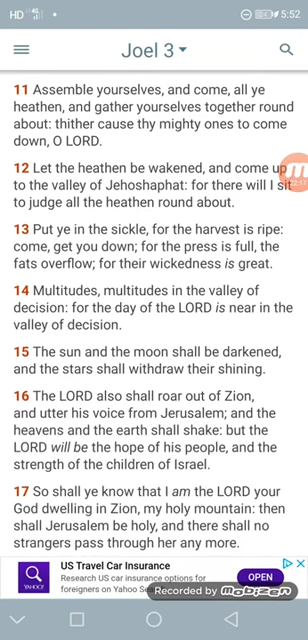 HD 4G 5:52
Joel 3
11 Assemble yourselves, and come, all ye
heathen, and gather yourselves together round
about: thither cause thy mighty ones to come
down, O LORD.
12 Let the heathen be wakened, and come up
to the valley of Jehoshaphat: for there will I sit
to judge all the heathen round about.
13 Put ye in the sickle, for the harvest is ripe:
come, get you down; for the press is full, the
fats overflow; for their wickedness is great.
14 Multitudes, multitudes in the valley of
decision: for the day of the LORD is near in the
valley of decision.
15 The sun and the moon shall be darkened,
and the stars shall withdraw their shining.
16 The LORD also shall roar out of Zion,
and utter his voice from Jerusalem; and the
heavens and the earth shall shake: but the
LORD will be the hope of his people, and the
strength of the children of Israel.
17 So shall ye know that I am the LORD your
God dwelling in Zion, my holy mountain: then
shall Jerusalem be holy, and there shall no
strangers pass through her any more.
US Travel Car Insurance
Research US car insurance options for
foreigners on Yahoo
YAHOO!
OPEN
Recorded by mobizen